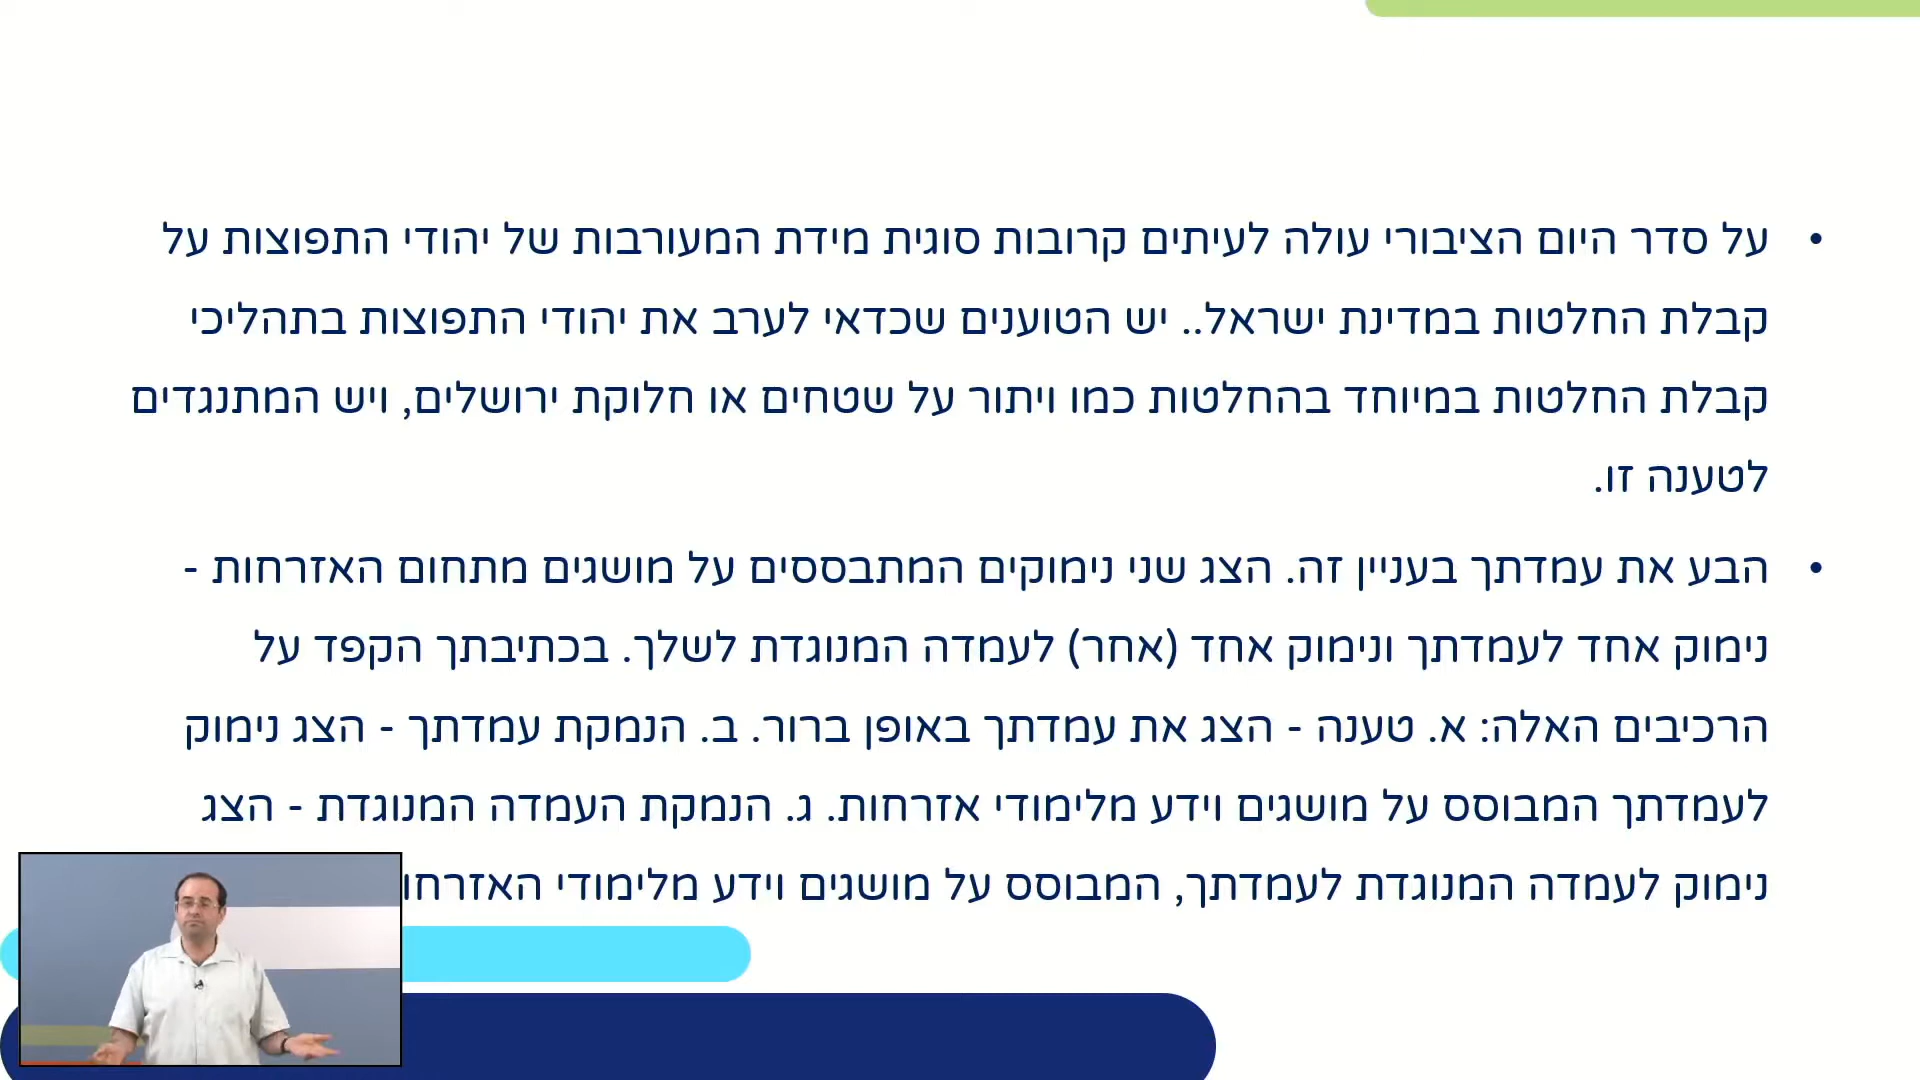 • על סדר היום הציבורי עולה לעיתים קרובות סוגית מידת המעורבות של יהודי התפוצות על
קבלת החלטות במדינת ישראל.. יש הטוענים שכדאי לערב את יהודי התפוצות בתהליכי
קבלת החלטות במיוחד בהחלטות כמו ויתור על שטחים או חלוקת ירושלים, ויש המתנגדים
לטענה זו.
• הבע את עמדתך בעניין זה. הצג שני נימוקים המתבססים על מושגים מתחום האזרחות -
נימוק אחד לעמדתך ונימוק אחד (אחר) לעמדה המנוגדת לשלך. בכתיבתך הקפד על
הרכיבים האלה: א. טענה - הצג את עמדתך באופן ברור. ב. הנמקת עמדתך - הצג נימוק
לעמדתך המבוסס על מושגים וידע מלימודי אזרחות. ג. הנמקת העמדה המנוגדת - הצג
נימוק לעמדה המנוגדת לעמדתך, המבוסס על מושגים וידע מלימודי